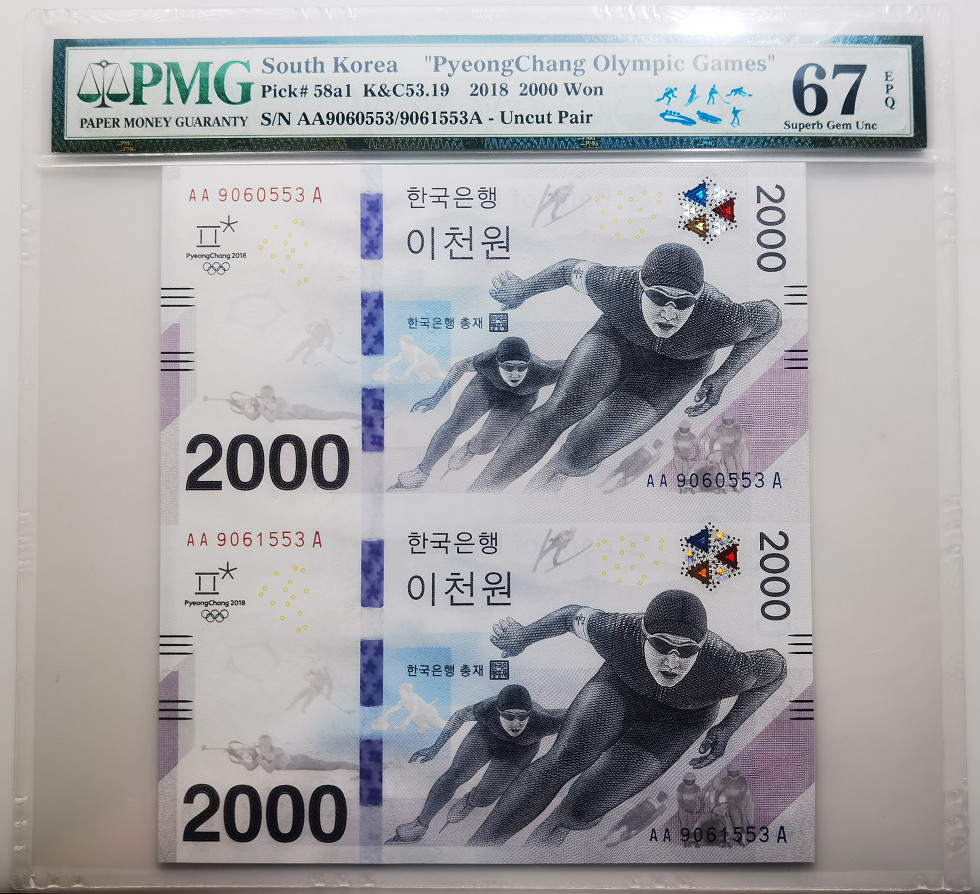 PMG
PAPER MONEY GUARANTY
South Korea "PyeongChang Olympic Games"
Pick# 58a1 K&C53.19 2018 2000 Won
S/N AA9060553/9061553A - Uncut Pair
67
EPQ
Superb Gem Unc
AA 9060553 A
PyeongChang 2018
한국은행
이천원
2000
한국은행 총재
2000
AA 9060553 A
AA 9061553 A
PyeongChang 2018
한국은행
이천원
2000
한국은행 총재
2000
AA 9061553 A